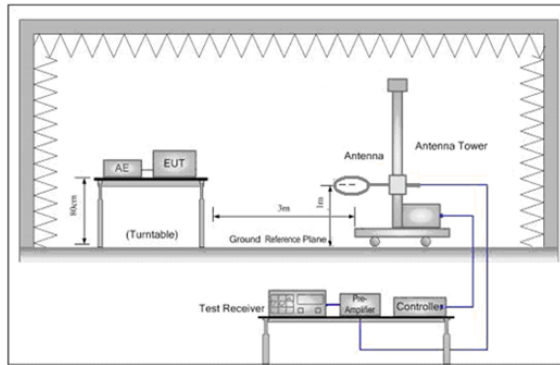 Antenna Tower
Antenna
EUT
AE
80cm
(Turntable)
3m
1m
Ground Reference Plane
Test Receiver
Pre-
Amplifier
Controller